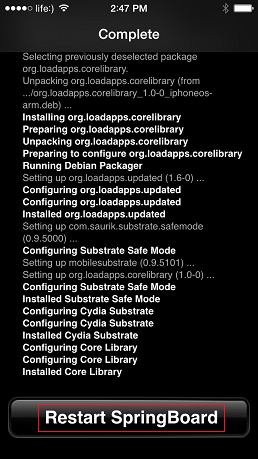 life:) 2:47 PM
Complete
Selecting previously deselected package
org.loadapps.corelibrary.
Unpacking org.loadapps.corelibrary (from
.../org.loadapps.corelibrary_1.0-0_iphoneos-
arm.deb) ...
Installing org.loadapps.corelibrary
Preparing org.loadapps.corelibrary
Unpacking org.loadapps.corelibrary
Preparing to configure org.loadapps.corelibrary
Running Debian Packager
Setting up org.loadapps.updated (1.6-0) ...
Configuring org.loadapps.updated
Configuring org.loadapps.updated
Installed org.loadapps.updated
Setting up com.saurik.substrate.safemode
(0.9.5000) ...
Configuring Substrate Safe Mode
Setting up mobilesubstrate (0.9.5101) ...
Setting up org.loadapps.corelibrary (1.0-0) ...
Configuring Substrate Safe Mode
Installed Substrate Safe Mode
Configuring Cydia Substrate
Configuring Cydia Substrate
Installed Cydia Substrate
Configuring Core Library
Configuring Core Library
Installed Core Library
Restart SpringBoard